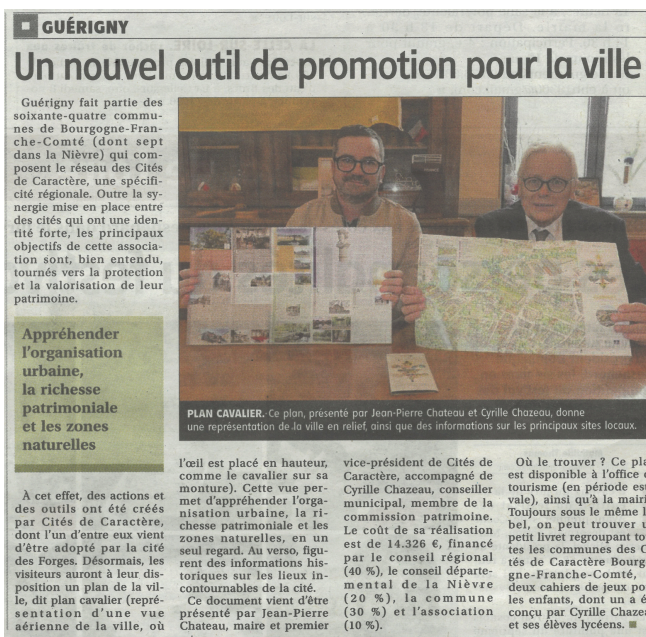 GUÉRIGNY
Un nouvel outil de promotion pour la ville
Guérigny fait partie des
soixante-quatre commu-
nes de Bourgogne-Fran-
che-Comté (dont sept
dans la Nièvre) qui com-
posent le réseau des Cités
de Caractère, une spécifi-
cité régionale. Outre la sy-
nergie mise en place entre
des cités qui ont une iden-
tité forte, les principaux
objectifs de cette associa-
tion sont, bien entendu,
tournés vers la protection
et la valorisation de leur
patrimoine.
Appréhender
l'organisation
urbaine,
la richesse
patrimoniale
et les zones
naturelles
À cet effet, des actions et
des outils ont été créés
par Cités de Caractère,
dont l'un d'entre eux vient
d'être adopté par la cité
des Forges. Désormais, les
visiteurs auront à leur dis-
position un plan de la vil-
le, dit plan cavalier (repré-
sentation d'une vue
aérienne de la ville, où
PLAN CAVALIER. Ce plan, présenté par Jean-Pierre Chateau et Cyrille Chazeau, donne
une représentation de la ville en relief, ainsi que des informations sur les principaux sites locaux.
l'œil est placé en hauteur,
comme le cavalier sur sa
monture). Cette vue per-
met d'appréhender l'orga-
nisation urbaine, la ri-
chesse patrimoniale et les
zones naturelles, en un
seul regard. Au verso, figu-
rent des informations his-
toriques sur les lieux in-
contournables de la cité.
Ce document vient d'être
présenté par Jean-Pierre
Chateau, maire et premier
vice-président de Cités de
Caractère, accompagné de
Cyrille Chazeau, conseiller
municipal, membre de la
commission patrimoine.
Le coût de sa réalisation
est de 14.326 €, financé
par le conseil régional
(40 %), le conseil départe-
mental de la Nièvre
(20 %), la commune
(30 %) et l'association
(10 %).
Où le trouver ? Ce pla
est disponible à l'office
tourisme (en période est
vale), ainsi qu'à la mairi
Toujours sous le même l
bel, on peut trouver u
petit livret regroupant to
tes les communes des C
tés de Caractère Bourg
gne-Franche-Comté,
deux cahiers de jeux po
les enfants, dont un a é
conçu par Cyrille Chazea
et ses élèves lycéens.